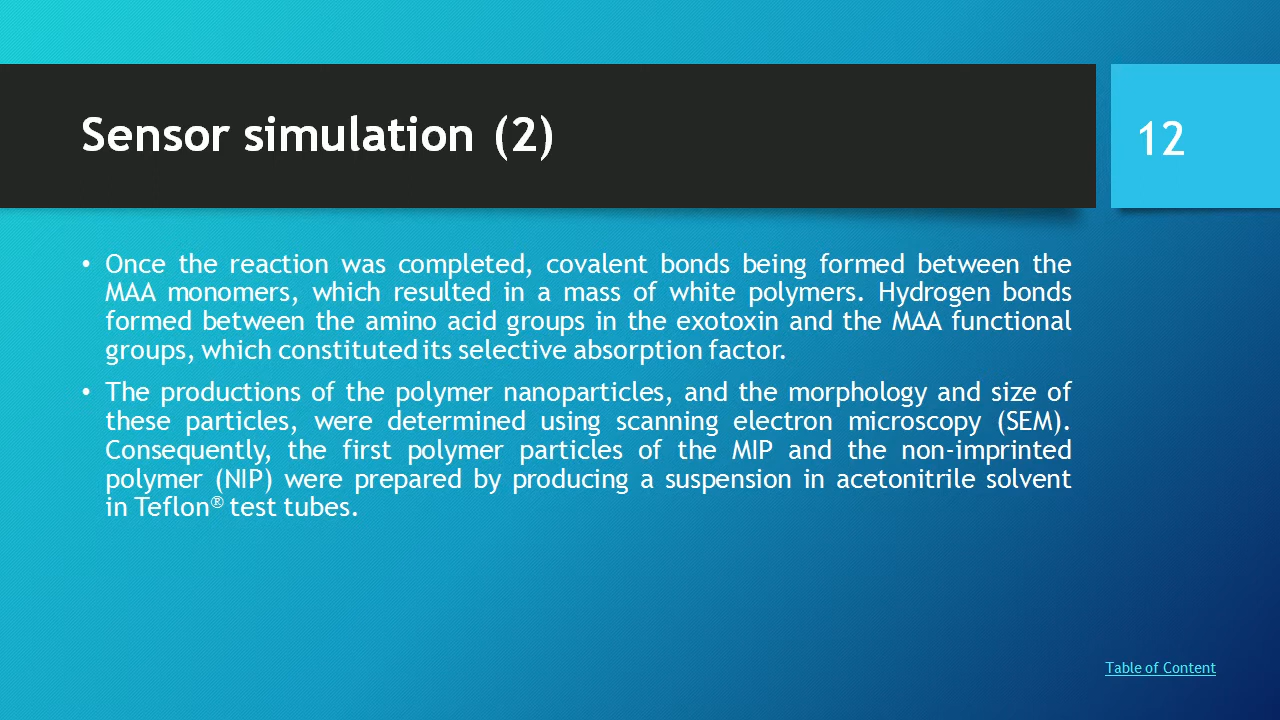 Sensor simulation (2)
12
• Once the reaction was completed, covalent bonds being formed between the
MAA monomers, which resulted in a mass of white polymers. Hydrogen bonds
formed between the amino acid groups in the exotoxin and the MAA functional
groups, which constituted its selective absorption factor.
• The productions of the polymer nanoparticles, and the morphology and size of
these particles, were determined using scanning electron microscopy (SEM).
Consequently, the first polymer particles of the MIP and the non-imprinted
polymer (NIP) were prepared by producing a suspension in acetonitrile solvent
in Teflon® test tubes.
Table of Content